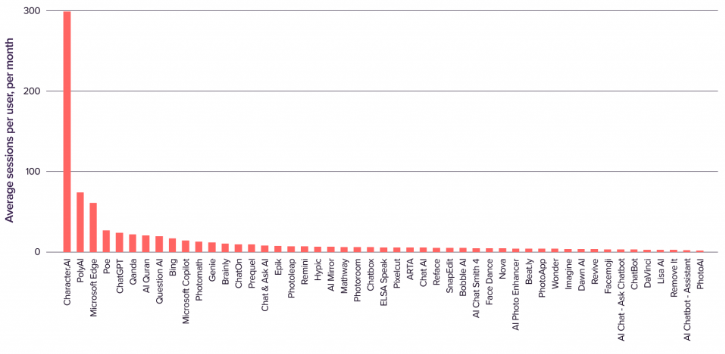 Average sessions per user, per month
300
200
100
0
Character.AI
PolyAI
Microsoft Edge
Poe
ChatGPT
Qanda
AI Quran
Question AI
Bing
Microsoft Copilot
Photomath
Genie
Brainly
ChatOn
Prequel
Chat & Ask AI
Epik
Photoleap
Remini
Hypic
AI Mirror
Mathway
Photoroom
Chatbox
ELSA Speak
Pixelcut
ARTA
Chat AI
Reface
SnapEdit
Bobble AI
AI Chat Smith 4
Face Dance
Nova
AI Photo Enhancer
Beat.ly
PhotoApp
Wonder
Imagine
Dawn AI
Revive
Facemoji
AI Chat - Ask Chatbot
ChatBot
DaVinci
Lisa AI
Remove It
AI Chatbot - Assistant
PhotoAI